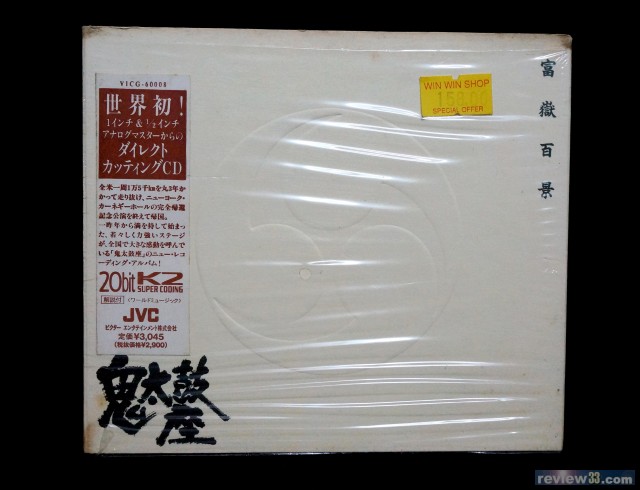 VICG-60008
世界初!
1インチ&1/2インチ
アナログマスターからの
ダイレクト
カッティングCD
全米一周1万5千kmを丸3年か
かって走り抜け、ニューヨーク・
カーネギーホールの完全帰還
記念公演を終えて帰国。
一昨年から満を持して始まっ
た、若々しく力強いステージ
が、全国で大きな感動を呼んで
いる「鬼太鼓座」のニュー・レコ
ーディング・アルバム!
20bit K2
SUPER CODING
解説付 (ワールドミュージック)
JVC
ビクター エンタテインメント株式会社
定価¥3,045
(税抜価格¥2,900)
鬼太鼓座
WIN WIN SHOP
SPECIAL OFFER
富嶽百景
review33.com